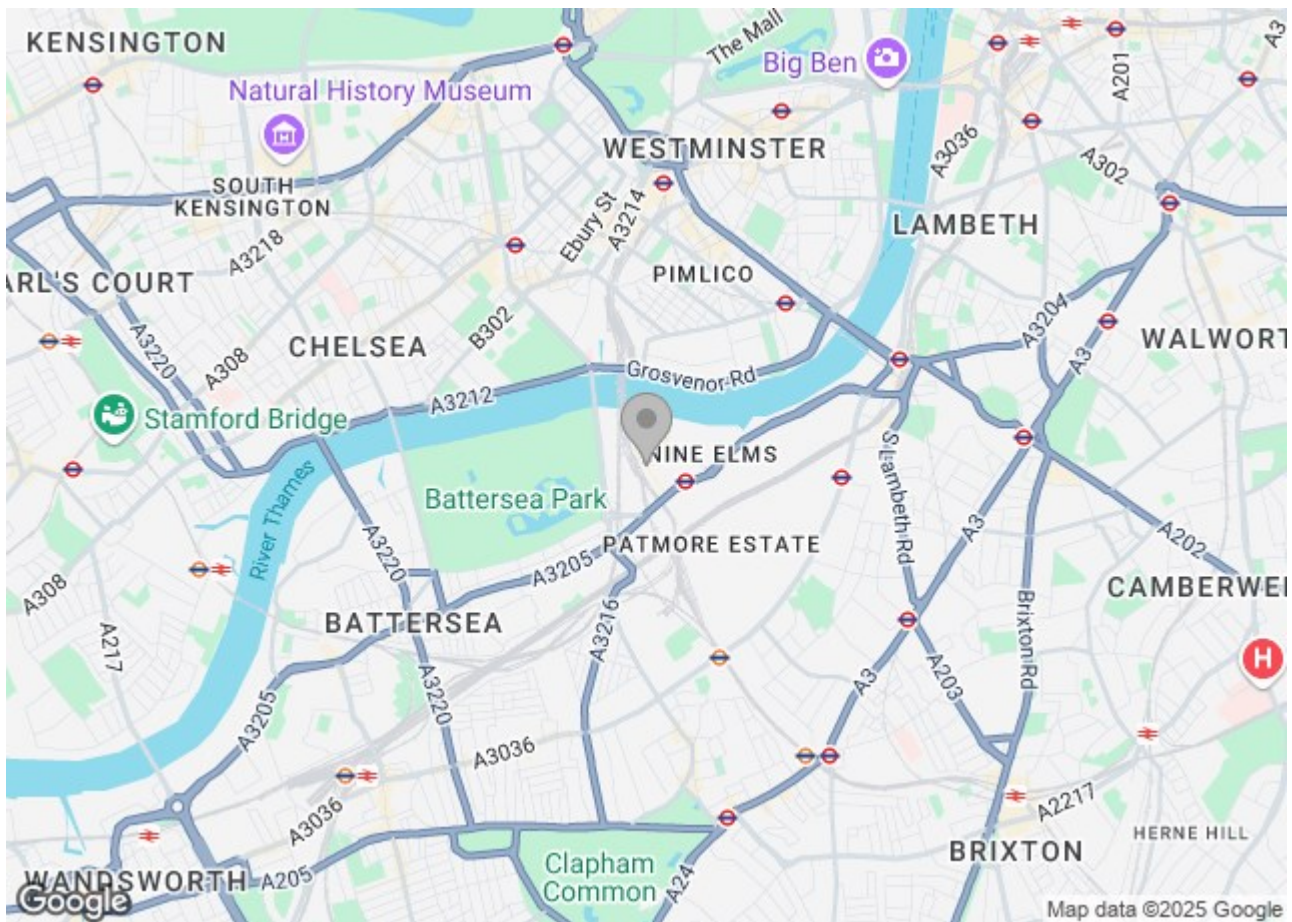 KENSINGTON
The Mall
Big Ben
A3
A201
Natural History Museum
WESTMINSTER
A3036
A302
SOUTH
KENSINGTON
Ebury St
A3214
LAMBETH
A3218
ARL'S COURT
PIMLICO
B302
A3204
A3220
A308
CHELSEA
A3
WALWORT
Grosvenor Rd
A3212
Stamford Bridge
NINE ELMS
S Lambeth Rd
Battersea Park
River Thames
A3
A202
A3220
PATMORE ESTATE
A3205
A308
CAMBERWEL
A217
BATTERSEA
A3216
Brixton Rd
H
A203
A3
A3220
A3205
A3036
A3036
A2217
HERNE HILL
BRIXTON
Clapham
Common
WANDSWORTH
A205
A24
Google
Map data ©2025 Google